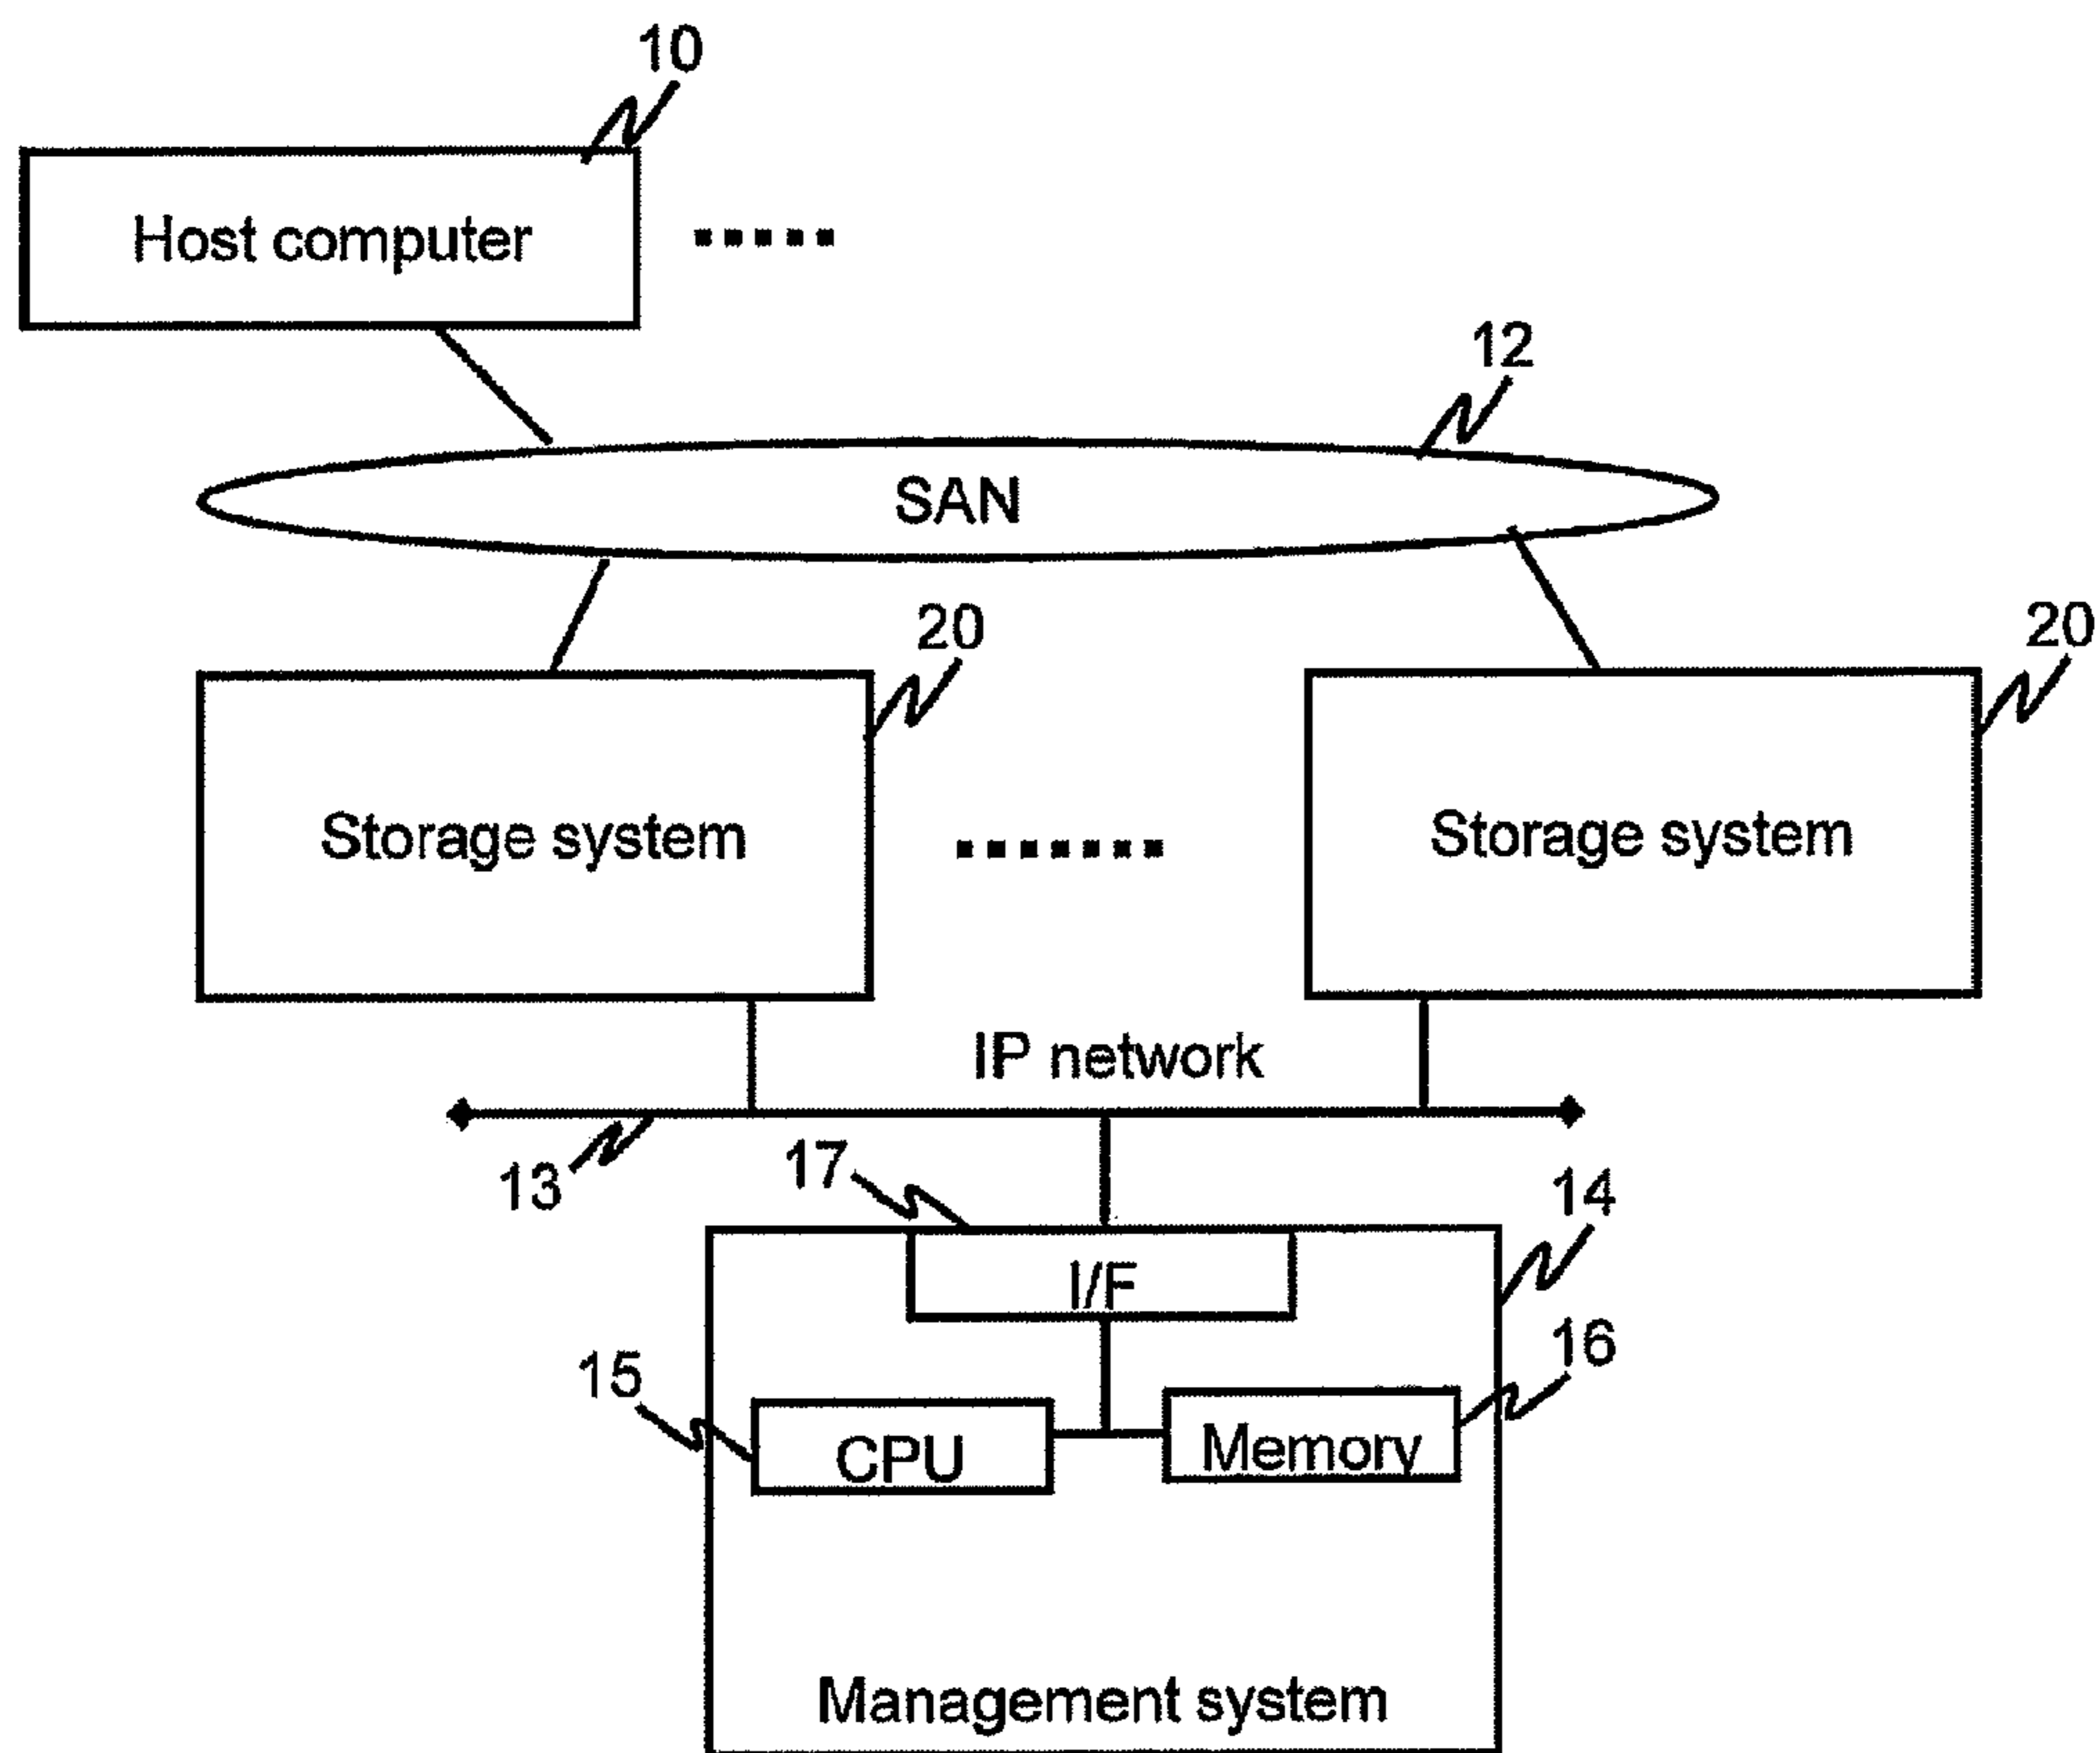 10
Host computer
12
SAN
20
20
Storage system
Storage system
IP network
13
17
14
I/F
16
15
CPU
Memory
Management system